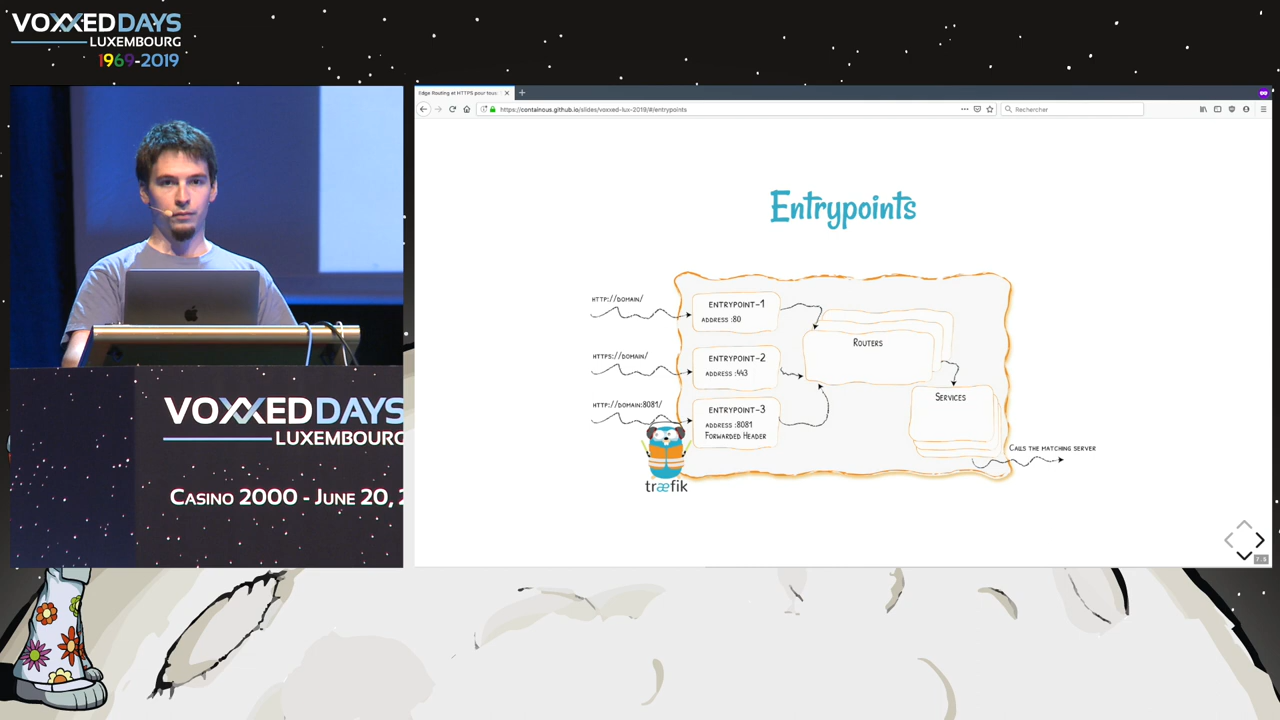 VOXXED DAYS
LUXEMBOURG
1969-2019
Edge Routing et HTTPS pour tous
https://containous.github.io/slides/voxxed-lux-2019/#/entrypoints
Rechercher
Entrypoints
HTTP://DOMAIN/
ENTRYPOINT-1
ADDRESS :80
HTTPS://DOMAIN/
ENTRYPOINT-2
ADDRESS :443
HTTP://DOMAIN:8081/
ENTRYPOINT-3
ADDRESS :8081
FORWARDED HEADER
ROUTERS
SERVICES
CALLS THE MATCHING SERVER
træfik
VOXXED DAYS
LUXEMBOURG
CASINO 2000 - JUNE 20,